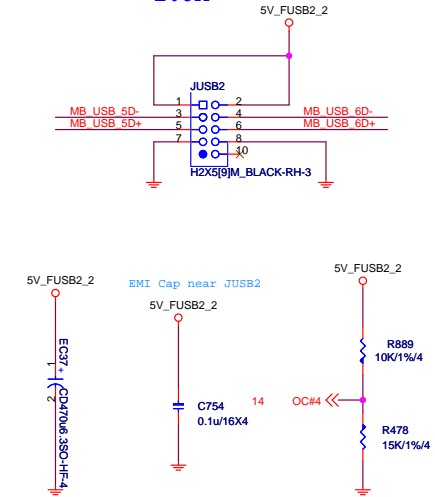 5V_FUSB2_2
JUSB2
1 2
MB_USB_5D- 3 4 MB_USB_6D-
MB_USB_5D+ 5 6 MB_USB_6D+
7 8
10
H2X5[9]M_BLACK-RH-3
5V_FUSB2_2
EMI Cap near JUSB2
5V_FUSB2_2
5V_FUSB2_2
1
+
EC37
2
CD470u6.3SO-HF-4
C754
0.1u/16X4
14 OC#4
R889
10K/1%/4
R478
15K/1%/4